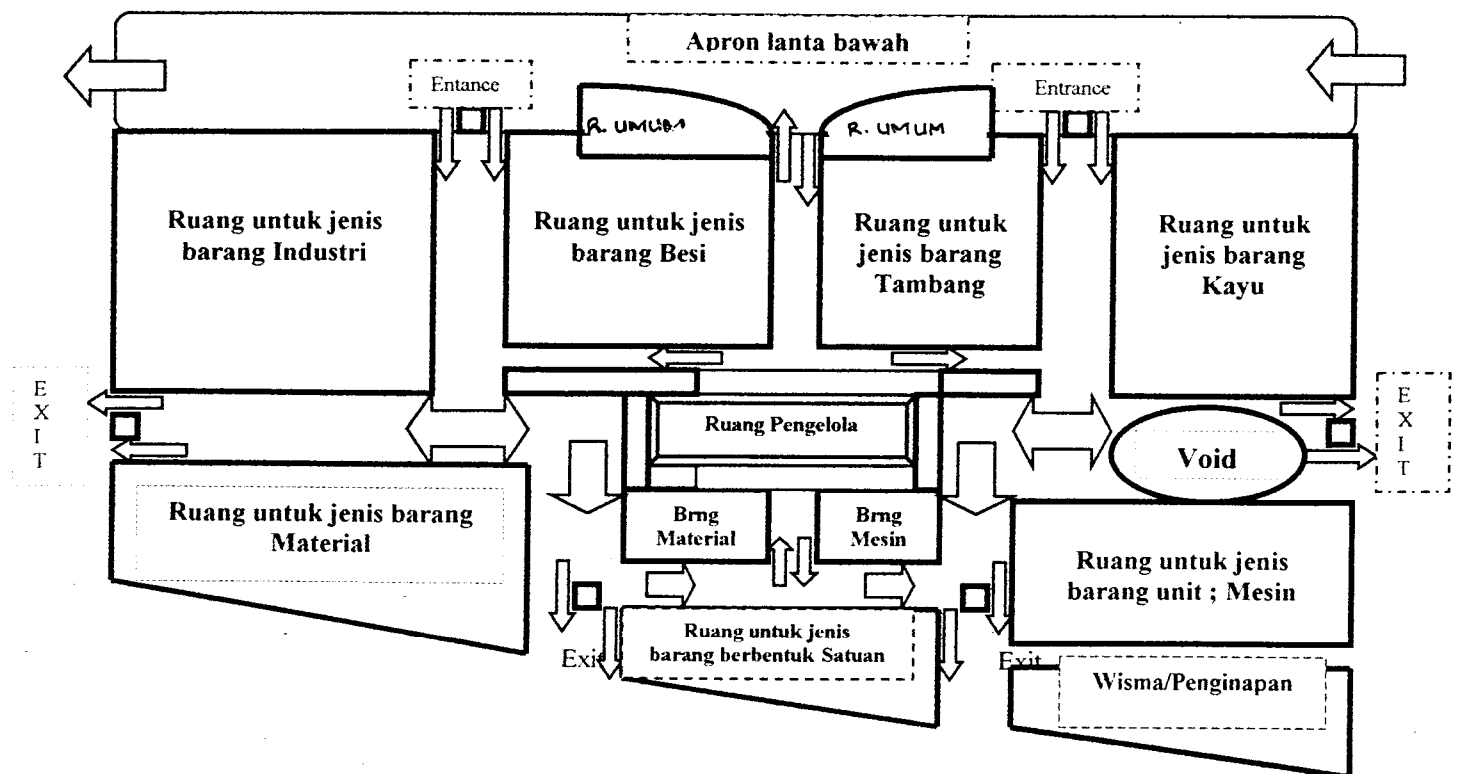 Apron lanta bawah
Entance
Entrance
R. UMUM
R. UMUM
Ruang untuk jenis
barang Industri
Ruang untuk jenis
barang Besi
Ruang untuk
jenis barang
Tambang
Ruang untuk
jenis barang
Kayu
E
X
I
T
Ruang Pengelola
E
X
I
T
Void
Ruang untuk jenis barang
Material
Brng
Material
Brng
Mesin
Ruang untuk jenis
barang unit ; Mesin
Ruang untuk jenis
barang berbentuk Satuan
Exit
Exit
Wisma/Penginapan